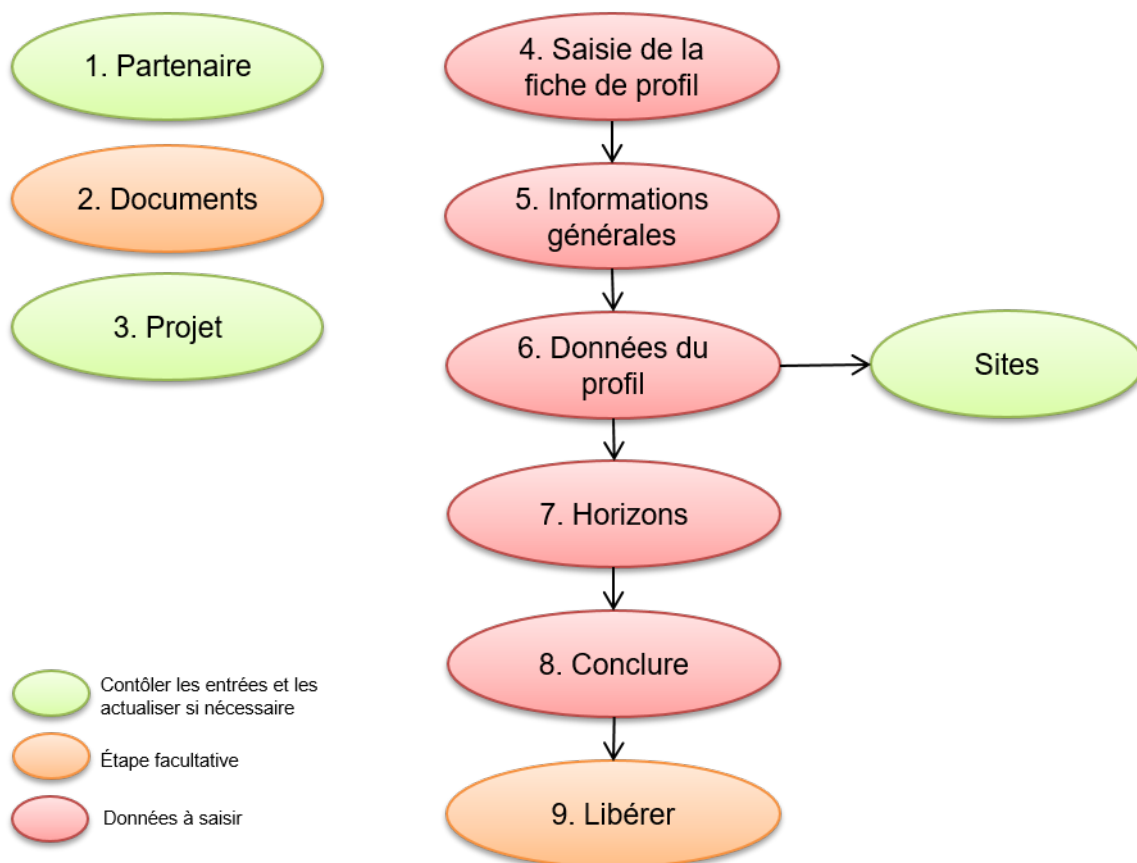 1. Partenaire
2. Documents
3. Projet
4. Saisie de la
fiche de profil
5. Informations
générales
6. Données du
profil
Sites
7. Horizons
8. Conclure
9. Libérer
Contôler les entrées et les
actualiser si nécessaire
Étape facultative
Données à saisir